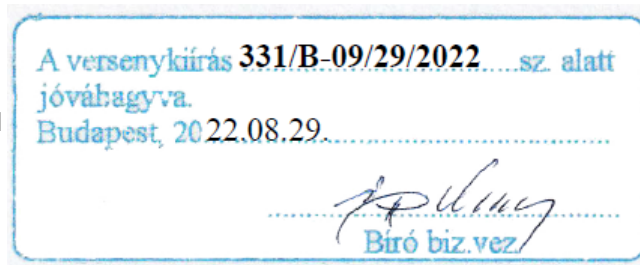 A versenykiírás 331/B-09/29/2022.....sz. alatt
jóváhagyva.
Budapest, 2022.08.29.
Bíró biz.vez